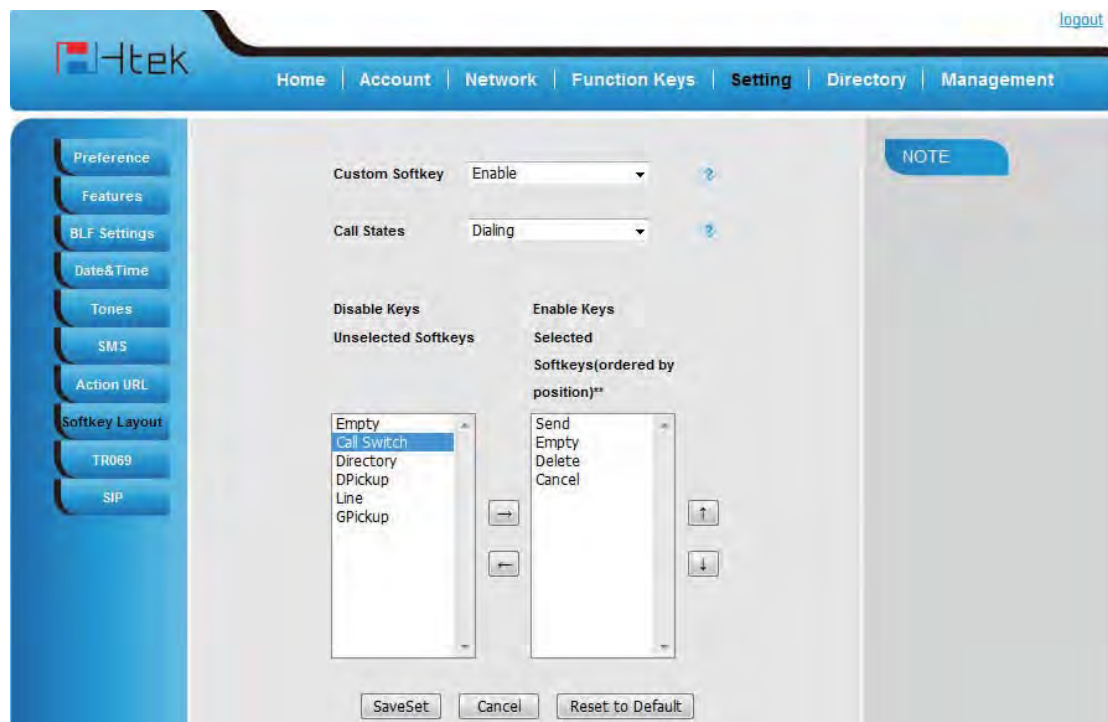 logout
Htek
Home | Account | Network | Function Keys | Setting | Directory | Management
Preference
Features
BLF Settings
Date&Time
Tones
SMS
Action URL
Softkey Layout
TR069
SIP
Custom Softkey Enable ?
Call States Dialing ?
Disable Keys
Unselected Softkeys
Enable Keys
Selected
Softkeys(ordered by
position)**
Empty
Call Switch
Directory
DPickup
Line
GPickup
→
←
Send
Empty
Delete
Cancel
↑
↓
SaveSet Cancel Reset to Default
NOTE